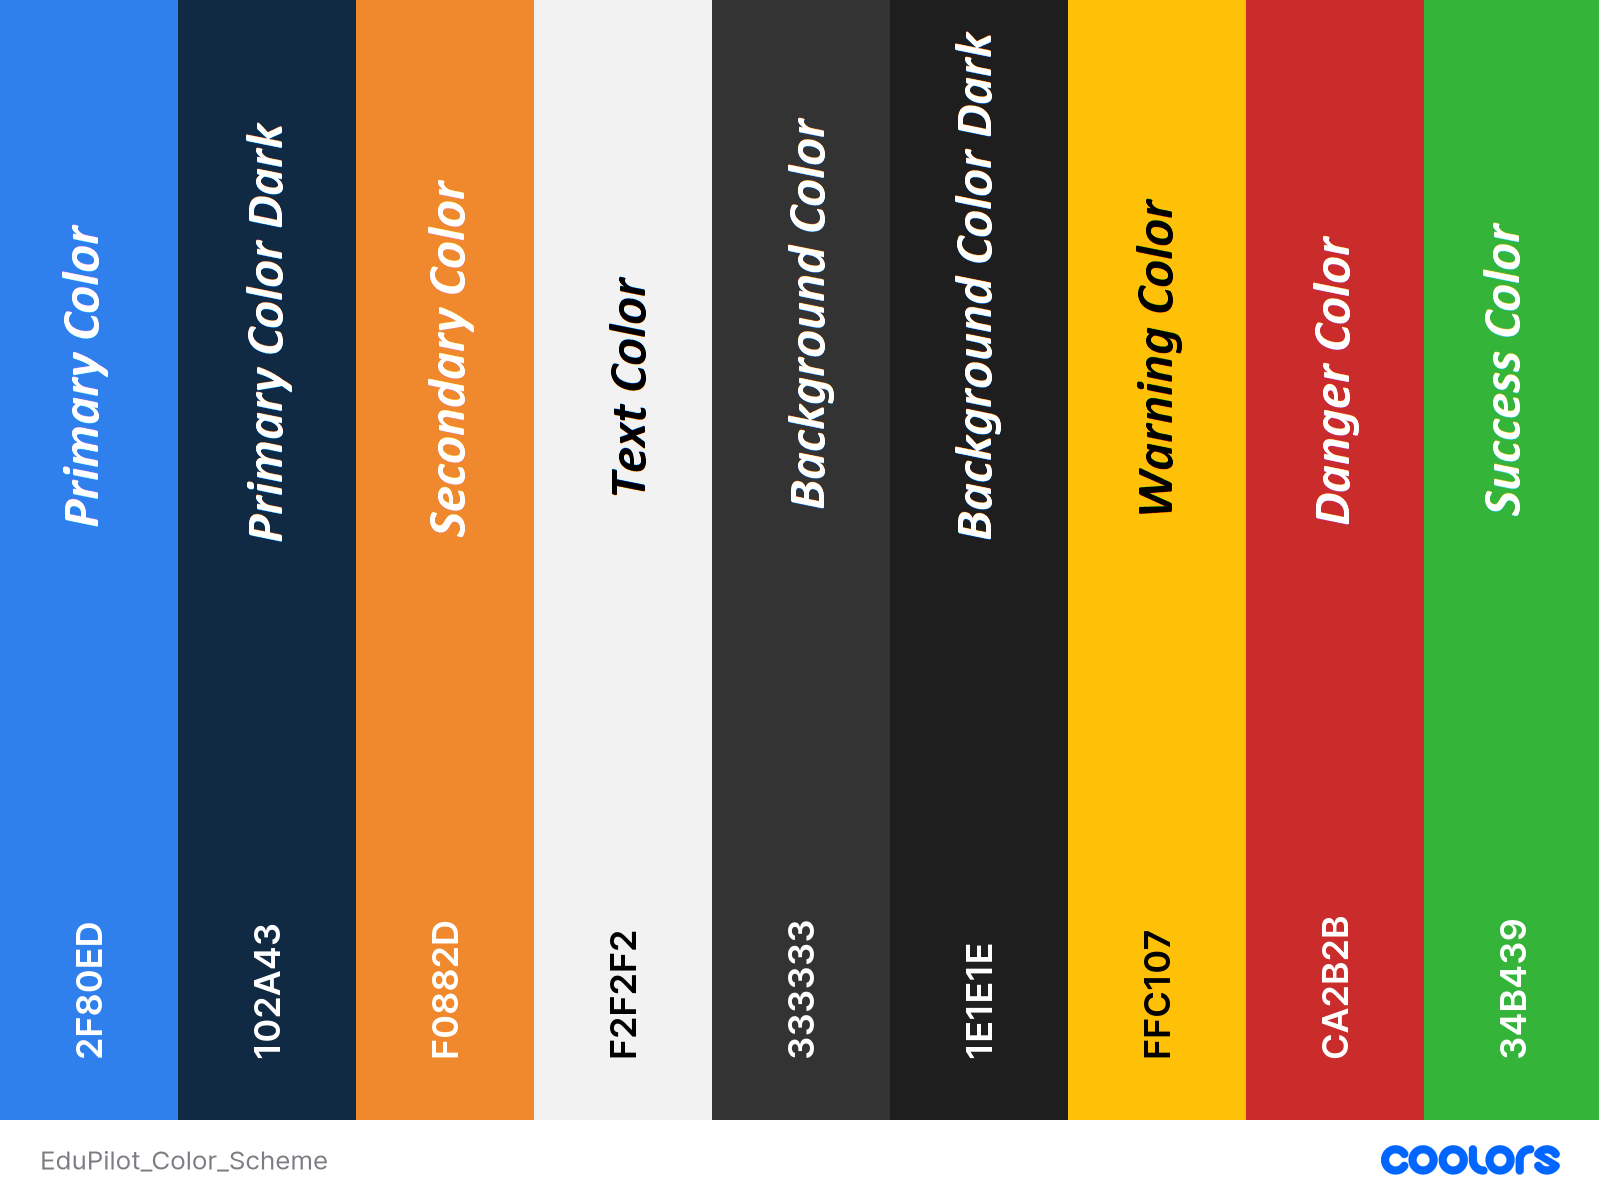 Primary Color
2F80ED
Primary Color Dark
102A43
Secondary Color
F0882D
Text Color
F2F2F2
Background Color
333333
Background Color Dark
1E1E1E
Warning Color
FFC107
Danger Color
CA2B2B
Success Color
34B439
EduPilot_Color_Scheme
coolors